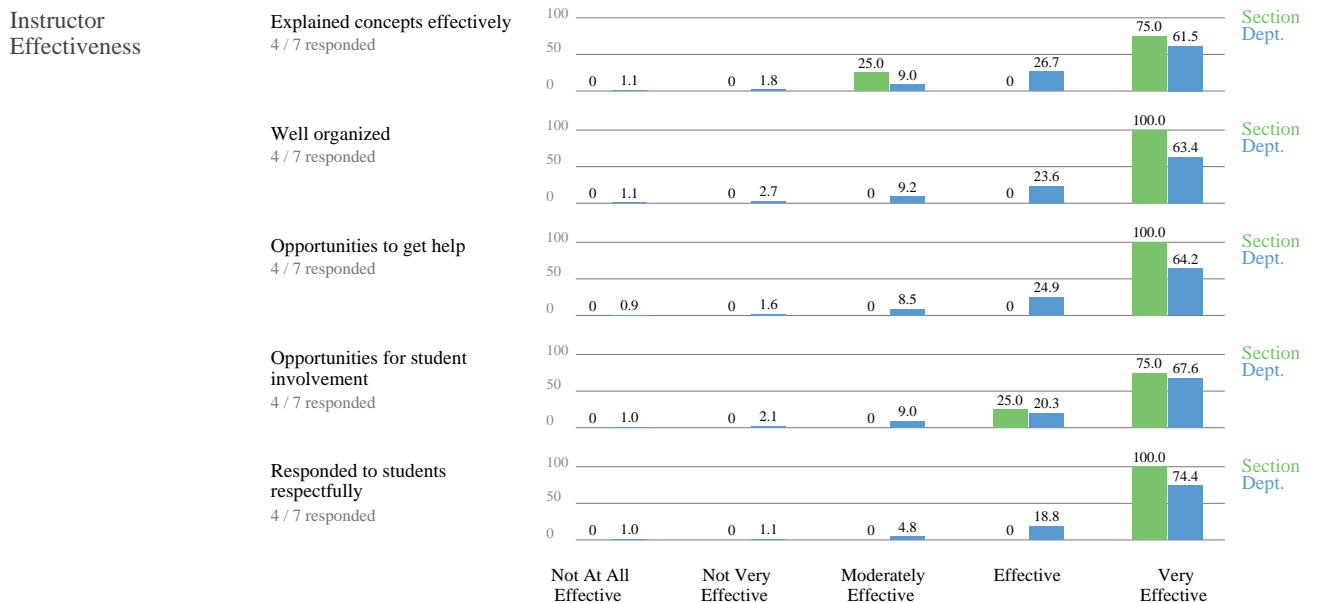 Instructor
Effectiveness
Explained concepts effectively
4 / 7 responded
100
50
0
0 1.1 0 1.8 25.0 9.0 0 26.7 75.0 61.5
Section
Dept.
Well organized
4 / 7 responded
100
50
0
0 1.1 0 2.7 0 9.2 0 23.6 100.0 63.4
Section
Dept.
Opportunities to get help
4 / 7 responded
100
50
0
0 0.9 0 1.6 0 8.5 0 24.9 100.0 64.2
Section
Dept.
Opportunities for student
involvement
4 / 7 responded
100
50
0
0 1.0 0 2.1 0 9.0 25.0 20.3 75.0 67.6
Section
Dept.
Responded to students
respectfully
4 / 7 responded
100
50
0
0 1.0 0 1.1 0 4.8 0 18.8 100.0 74.4
Section
Dept.
Not At All
Effective
Not Very
Effective
Moderately
Effective
Effective
Very
Effective